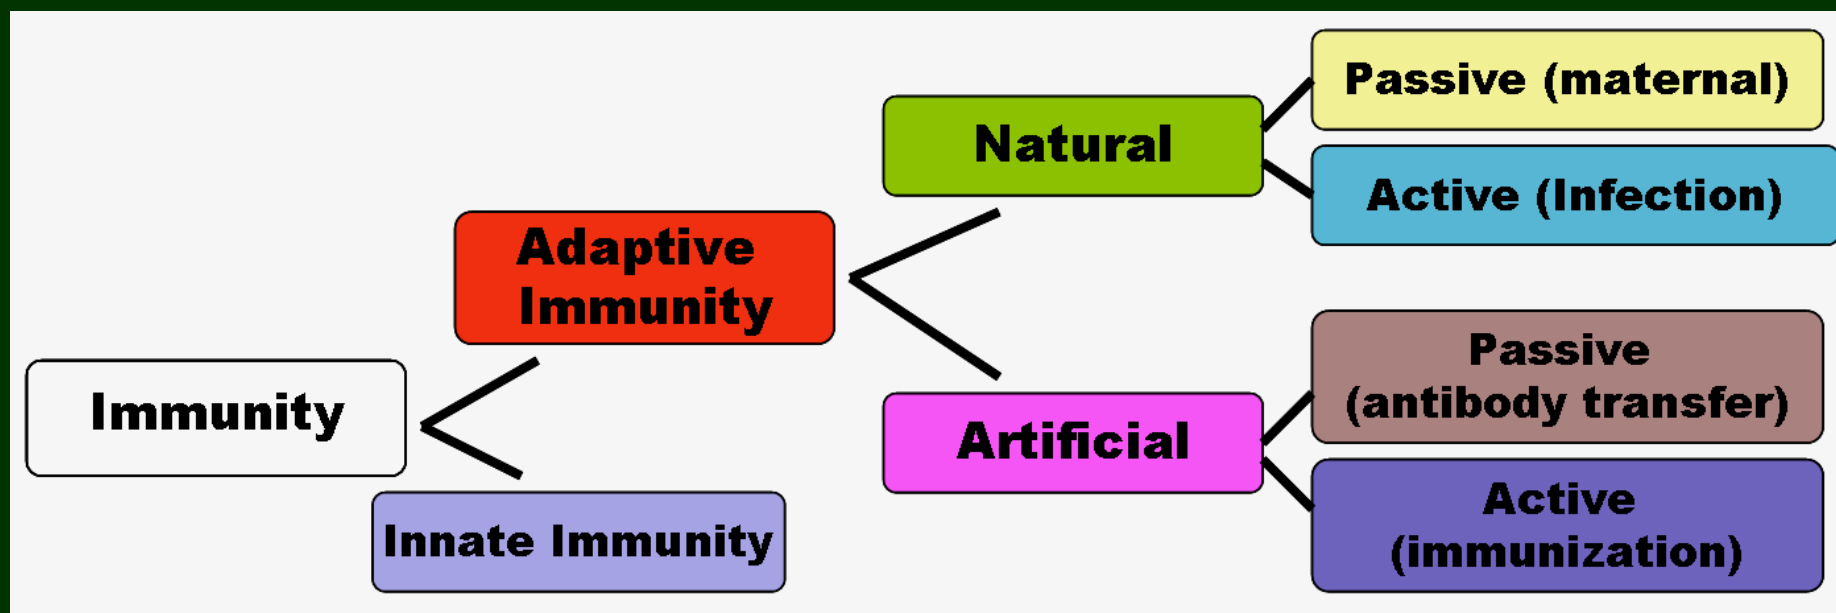 Passive (maternal)
Natural
Active (Infection)
Adaptive
Immunity
Passive
(antibody transfer)
Immunity
Artificial
Active
(immunization)
Innate Immunity